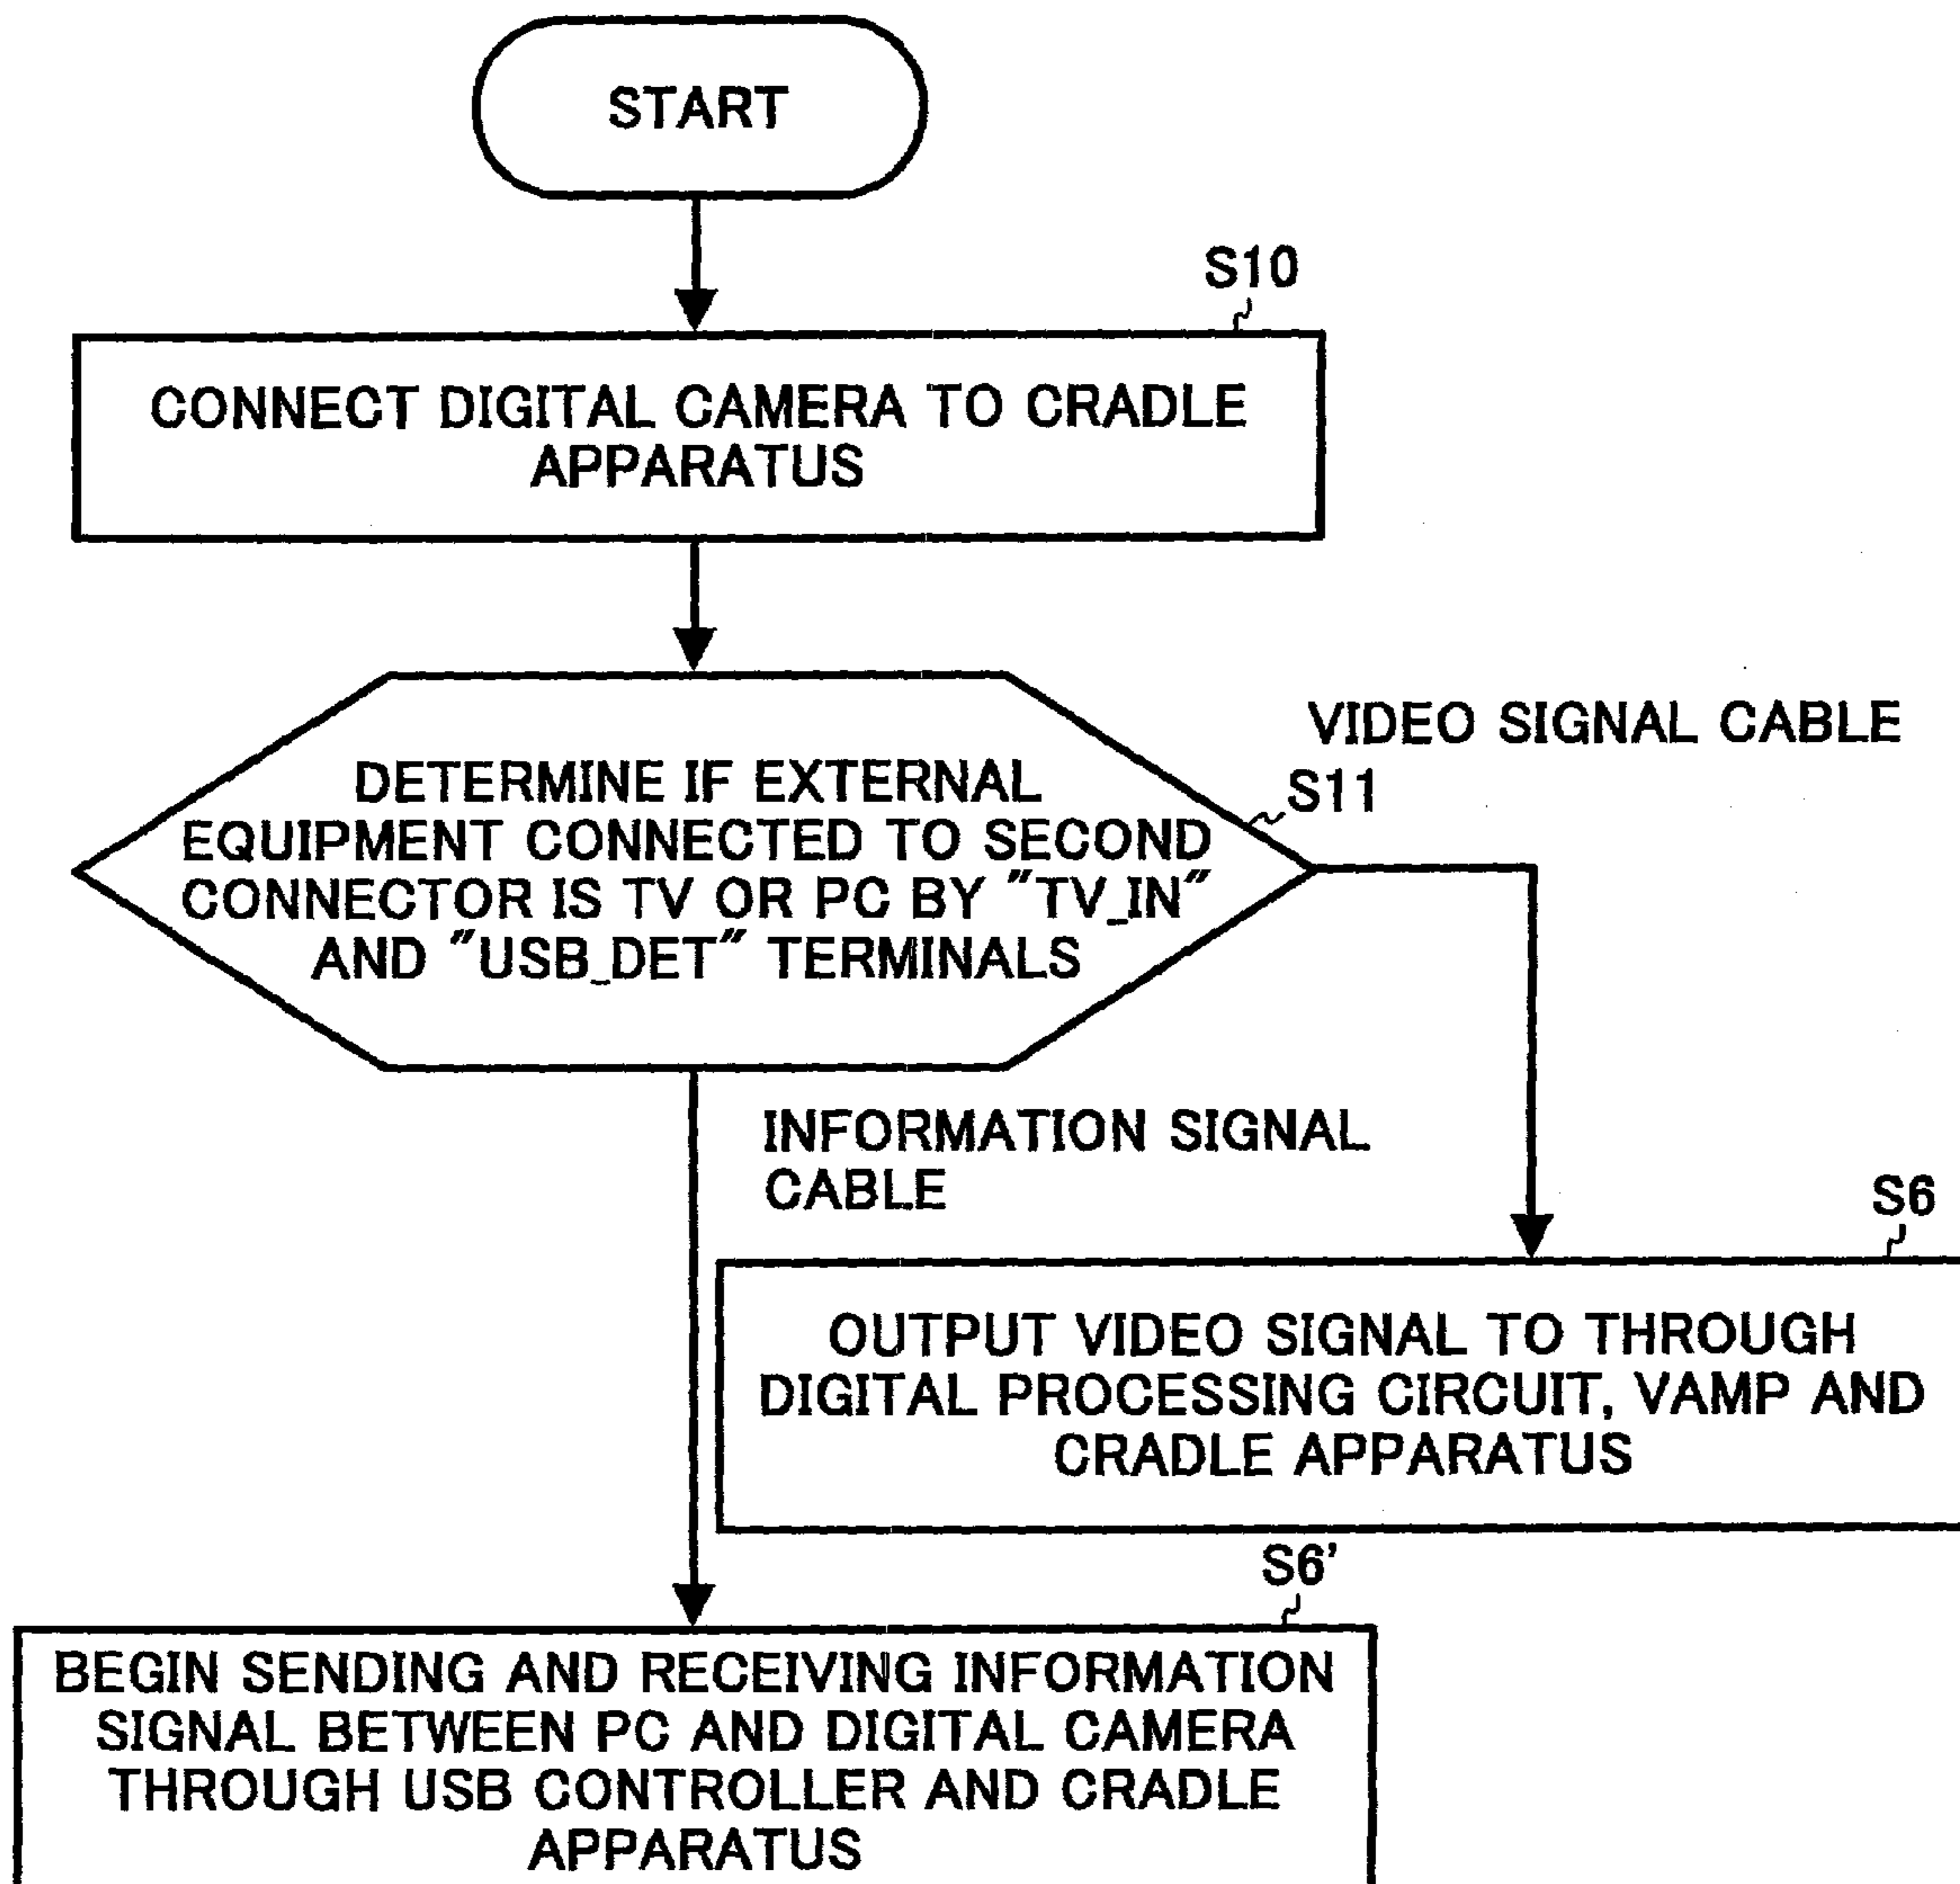 START
S10
CONNECT DIGITAL CAMERA TO CRADLE
APPARATUS
VIDEO SIGNAL CABLE
S11
DETERMINE IF EXTERNAL
EQUIPMENT CONNECTED TO SECOND
CONNECTOR IS TV OR PC BY "TV_IN"
AND "USB_DET" TERMINALS
INFORMATION SIGNAL
CABLE
S6
OUTPUT VIDEO SIGNAL TO THROUGH
DIGITAL PROCESSING CIRCUIT, VAMP AND
CRADLE APPARATUS
S6'
BEGIN SENDING AND RECEIVING INFORMATION
SIGNAL BETWEEN PC AND DIGITAL CAMERA
THROUGH USB CONTROLLER AND CRADLE
APPARATUS